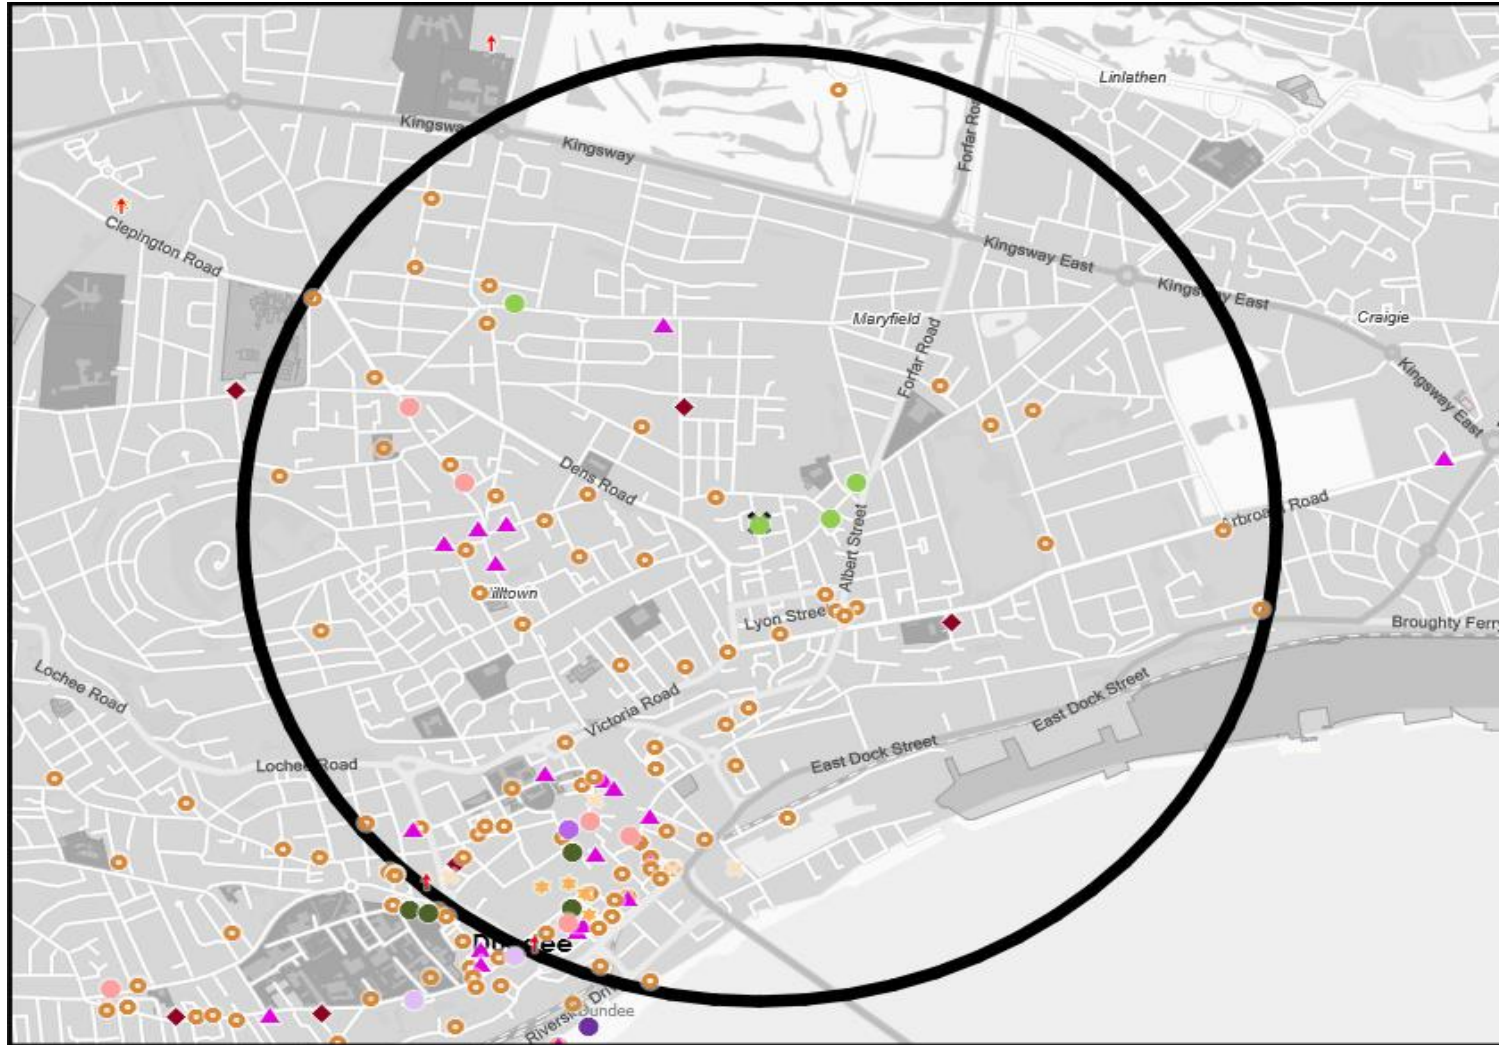 Linlathen
Kingsway
Kingsway
Forfar Road
Clepington Road
Kingsway East
Kingsway East
Maryfield
Craigie
Forfar Road
Kingsway East
Dens Road
Arbroath Road
Albert Street
illtown
Lyon Street
Broughty Ferry
Lochee Road
East Dock Street
Victoria Road
East Dock Street
Lochee Road
Dundee
Riverside Drive
Dundee